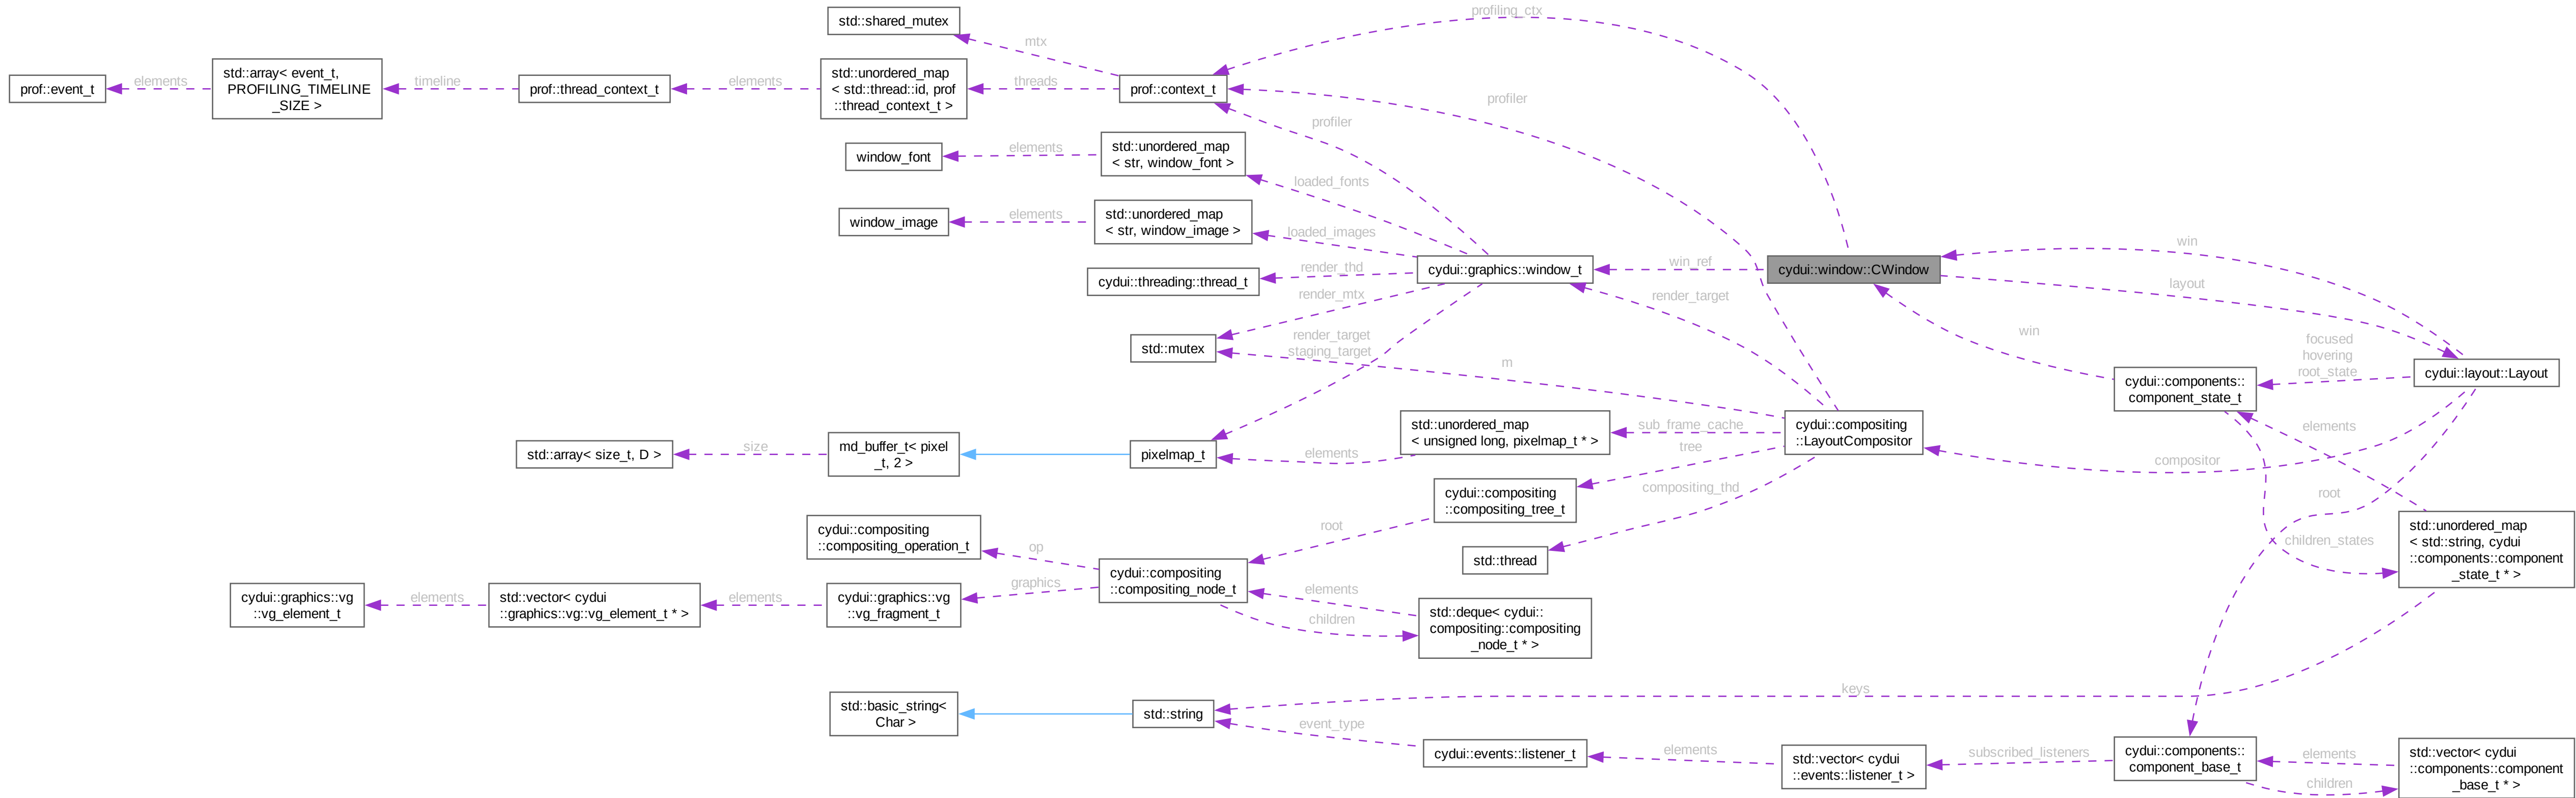 std::shared_mutex
mtx
profiling_ctx
prof::event_t
elements
std::array< event_t,
PROFILING_TIMELINE
_SIZE >
timeline
prof::thread_context_t
elements
std::unordered_map
< std::thread::id, prof
::thread_context_t >
threads
prof::context_t
profiler
profiler
window_font
elements
std::unordered_map
< str, window_font >
loaded_fonts
window_image
elements
std::unordered_map
< str, window_image >
loaded_images
cydui::threading::thread_t
render_thd
render_mtx
cydui::graphics::window_t
win_ref
cydui::window::CWindow
win
layout
render_target
std::mutex
render_target
staging_target
m
win
focused
hovering
root_state
cydui::components::
component_state_t
cydui::layout::Layout
std::array< size_t, D >
size
md_buffer_t< pixel
_t, 2 >
pixelmap_t
elements
std::unordered_map
< unsigned long, pixelmap_t * >
sub_frame_cache
tree
cydui::compositing
::LayoutCompositor
compositor
elements
compositing_thd
cydui::compositing
::compositing_tree_t
root
root
children_states
std::unordered_map
< std::string, cydui
::components::component
_state_t * >
cydui::compositing
::compositing_operation_t
op
std::thread
cydui::graphics::vg
::vg_element_t
elements
std::vector< cydui
::graphics::vg::vg_element_t * >
elements
cydui::graphics::vg
::vg_fragment_t
graphics
cydui::compositing
::compositing_node_t
elements
children
std::deque< cydui::
compositing::compositing
_node_t * >
std::basic_string<
Char >
std::string
keys
event_type
cydui::events::listener_t
elements
std::vector< cydui
::events::listener_t >
subscribed_listeners
cydui::components::
component_base_t
elements
children
std::vector< cydui
::components::component
_base_t * >